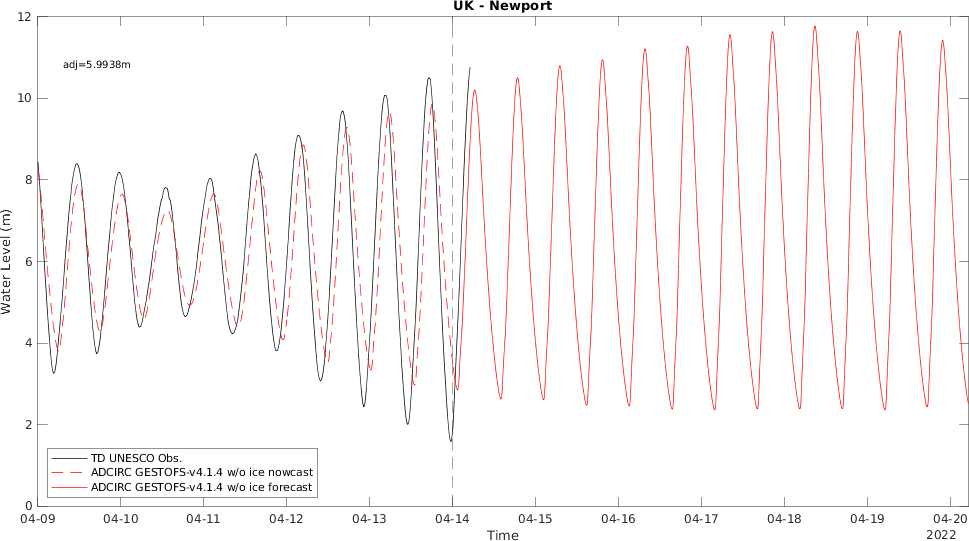 UK - Newport
12
adj=5.9938m
10
8
6
4
2
0
Water Level (m)
TD UNESCO Obs.
ADCIRC GESTOFS-v4.1.4 w/o ice nowcast
ADCIRC GESTOFS-v4.1.4 w/o ice forecast
04-09 04-10 04-11 04-12 04-13 04-14 04-15 04-16 04-17 04-18 04-19 04-20
Time
2022